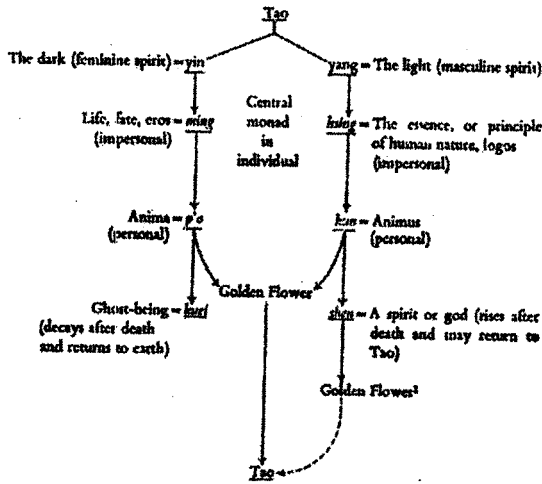 Tao
The dark (feminine spirit) = yin
yang = The light (masculine spirit)
Central
monad
in
individual
Life, fate, eros = ming
(impersonal)
hsing = The essence, or principle
of human nature, logos
(impersonal)
Anima = p'o
(personal)
hun = Animus
(personal)
Golden Flower
Ghost-being = kuei
(decays after death
and returns to earth)
shen = A spirit or god (rises after
death and may return to
Tao)
Golden Flower²
Tao